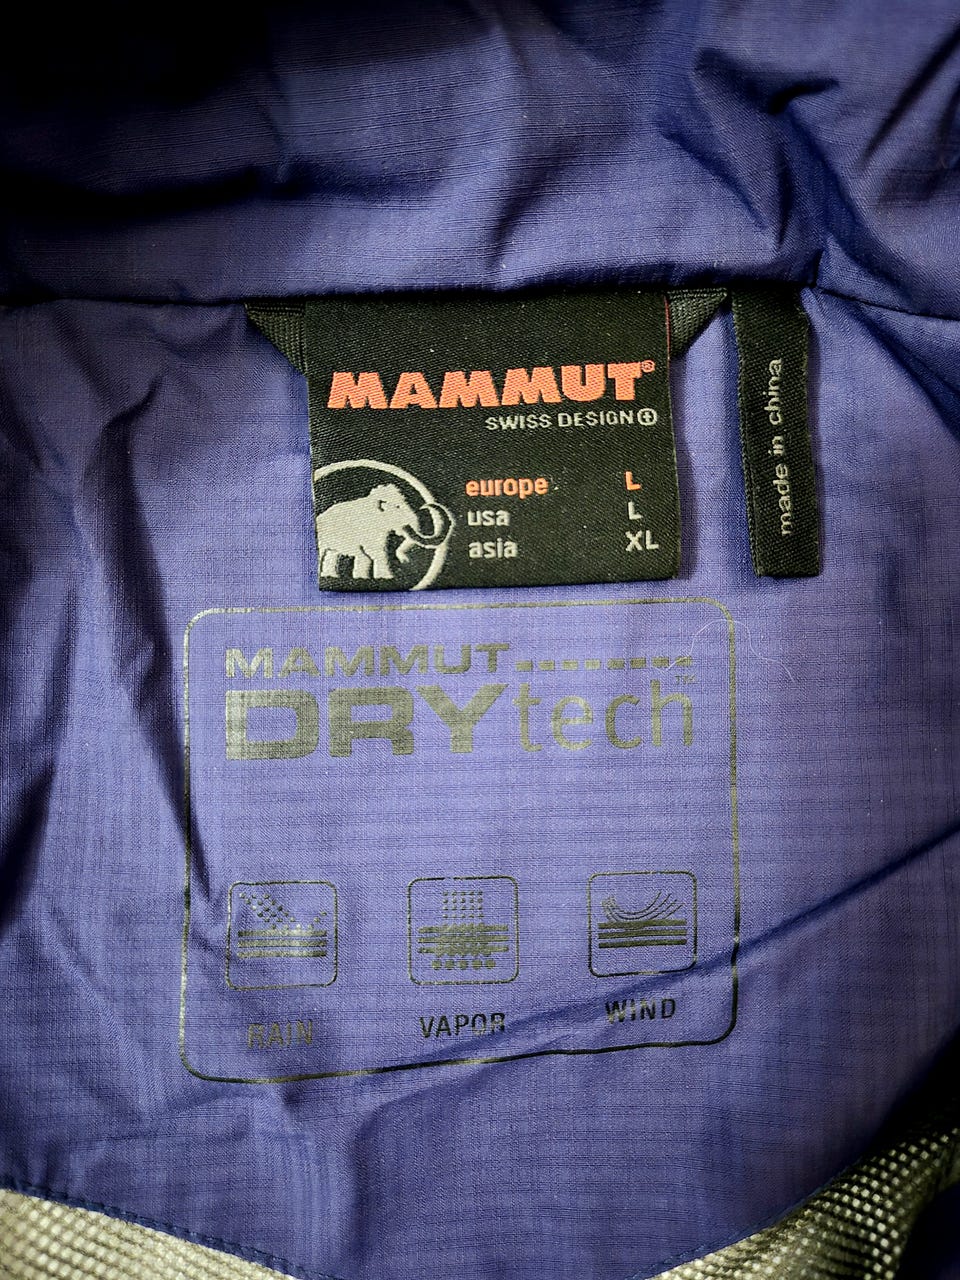 MAMMUT®
SWISS DESIGN
europe L
usa L
asia XL
made in china
MAMMUT
DRYtech™
RAIN VAPOR WIND